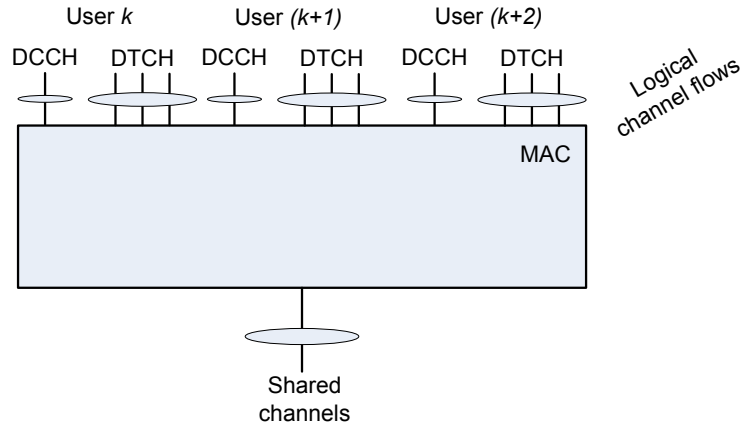 User k User (k+1) User (k+2)
DCCH DTCH DCCH DTCH DCCH DTCH
Logical
channel flows
MAC
Shared
channels